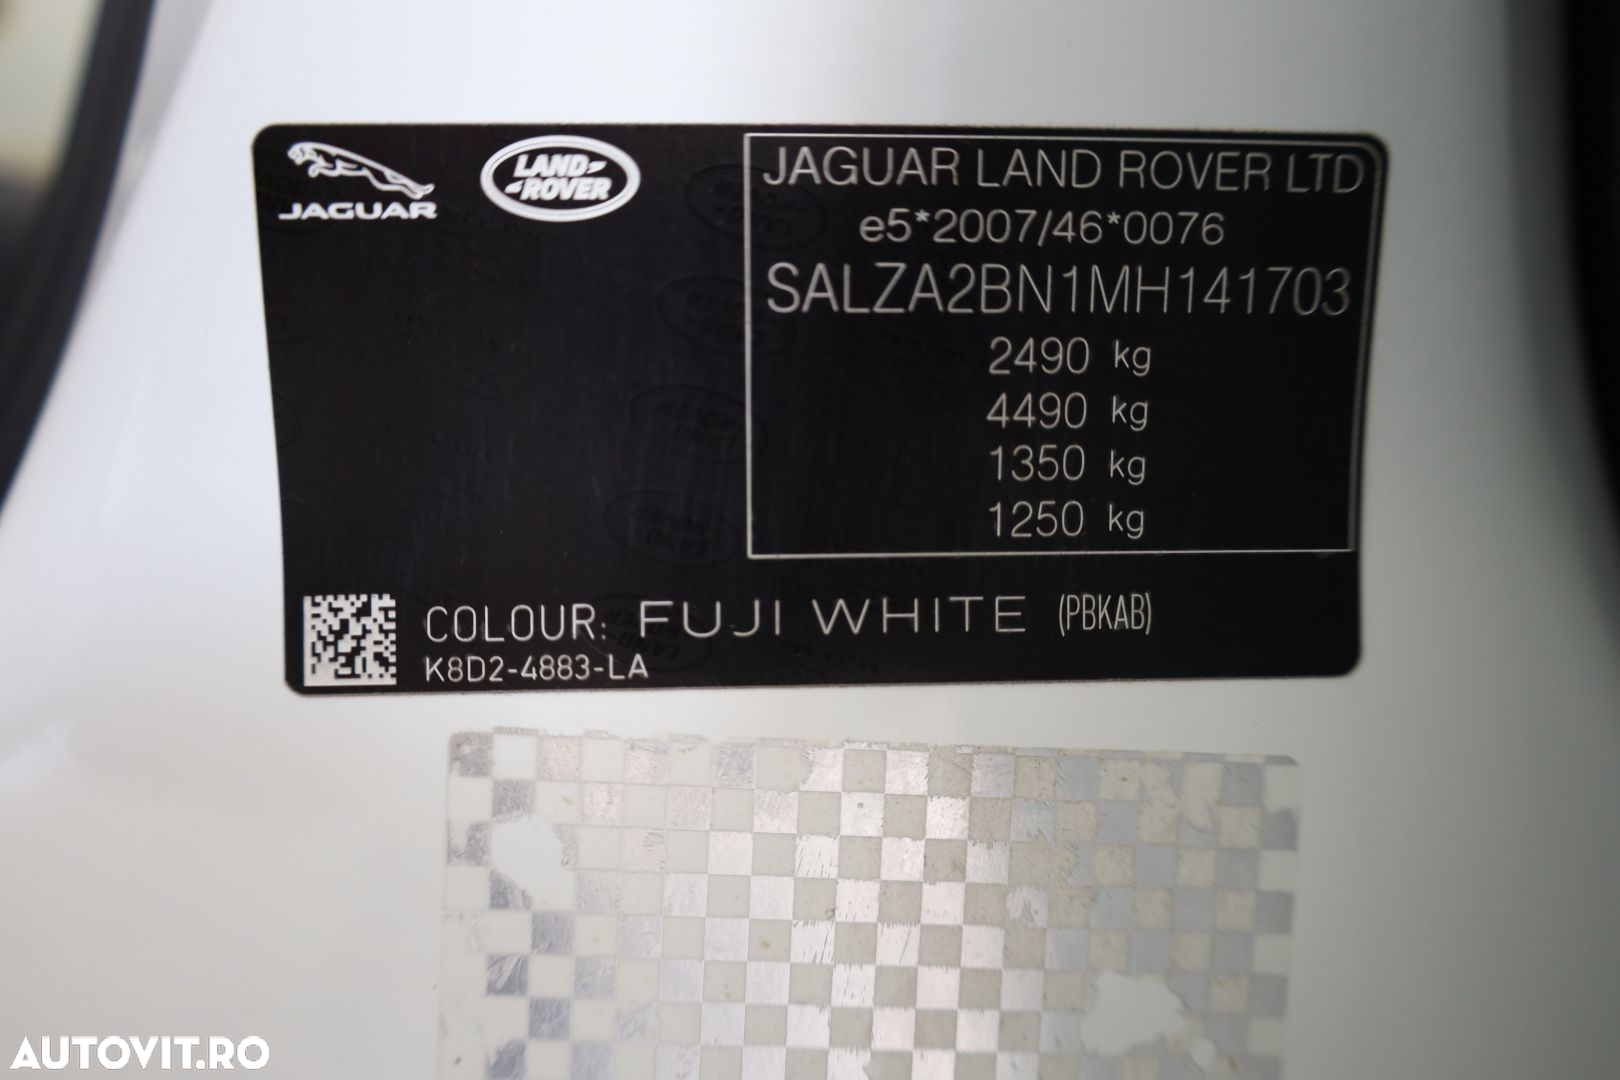 JAGUAR
LAND
ROVER
JAGUAR LAND ROVER LTD
e5*2007/46*0076
SALZA2BN1MH141703
2490 kg
4490 kg
1350 kg
1250 kg
COLOUR: FUJI WHITE (PBKAB)
K8D2-4883-LA
AUTOVIT.RO